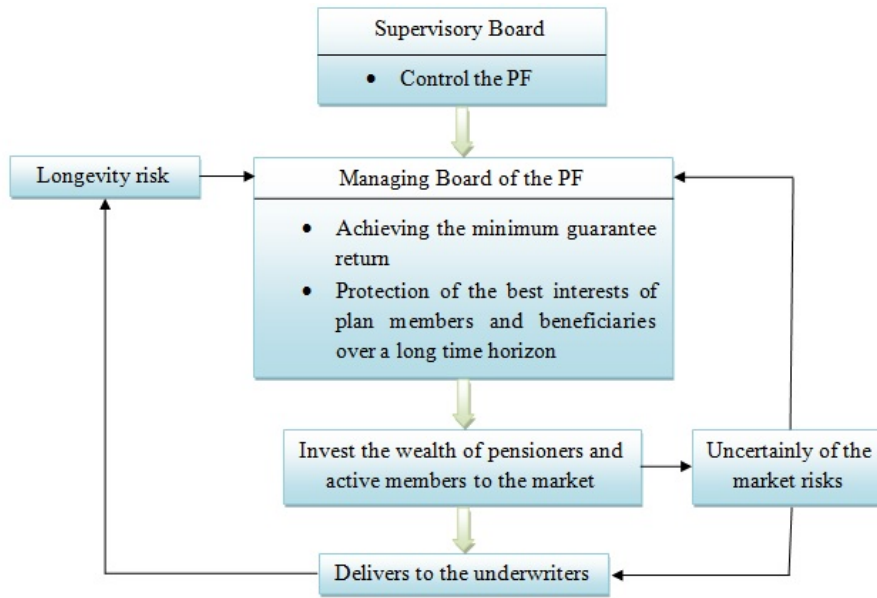 Supervisory Board
• Control the PF
Longevity risk
Managing Board of the PF
• Achieving the minimum guarantee
return
• Protection of the best interests of
plan members and beneficiaries
over a long time horizon
Invest the wealth of pensioners and
active members to the market
Uncertainly of the
market risks
Delivers to the underwriters